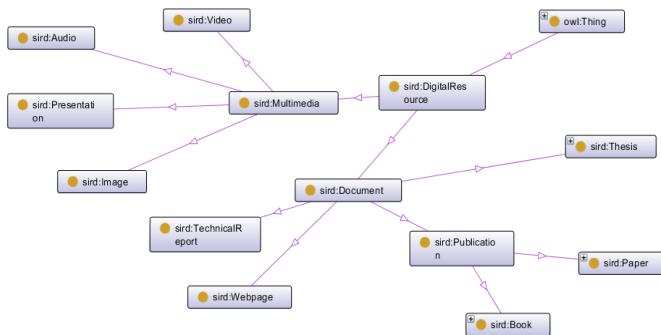 sird:Video
owl:Thing
sird:Audio
sird:Presentati
on
sird:Multimedia
sird:DigitalRes
ource
sird:Thesis
sird:Image
sird:Document
sird:TechnicalR
eport
sird:Publicatio
n
sird:Paper
sird:Webpage
sird:Book